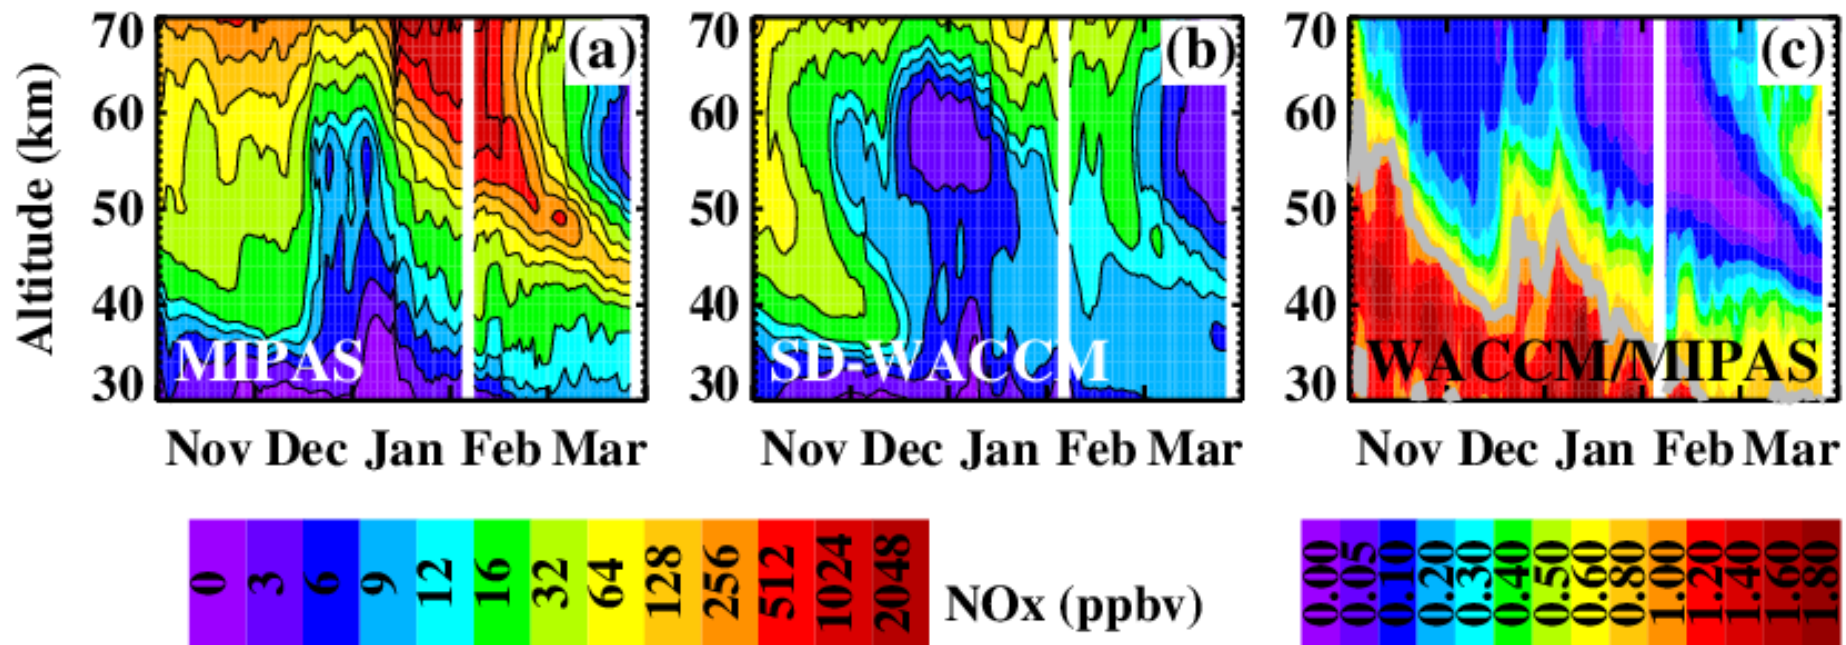 Altitude (km)
70
60
50
40
30
(a)
MIPAS
Nov Dec Jan Feb Mar
70
60
50
40
30
(b)
SD-WACCM
Nov Dec Jan Feb Mar
70
60
50
40
30
(c)
WACCM/MIPAS
Nov Dec Jan Feb Mar
0 3 6 9 12 16 32 64 128 256 512 1024 2048
NOx (ppbv)
0.00 0.05 0.10 0.20 0.30 0.40 0.50 0.60 0.80 1.00 1.20 1.40 1.60 1.80